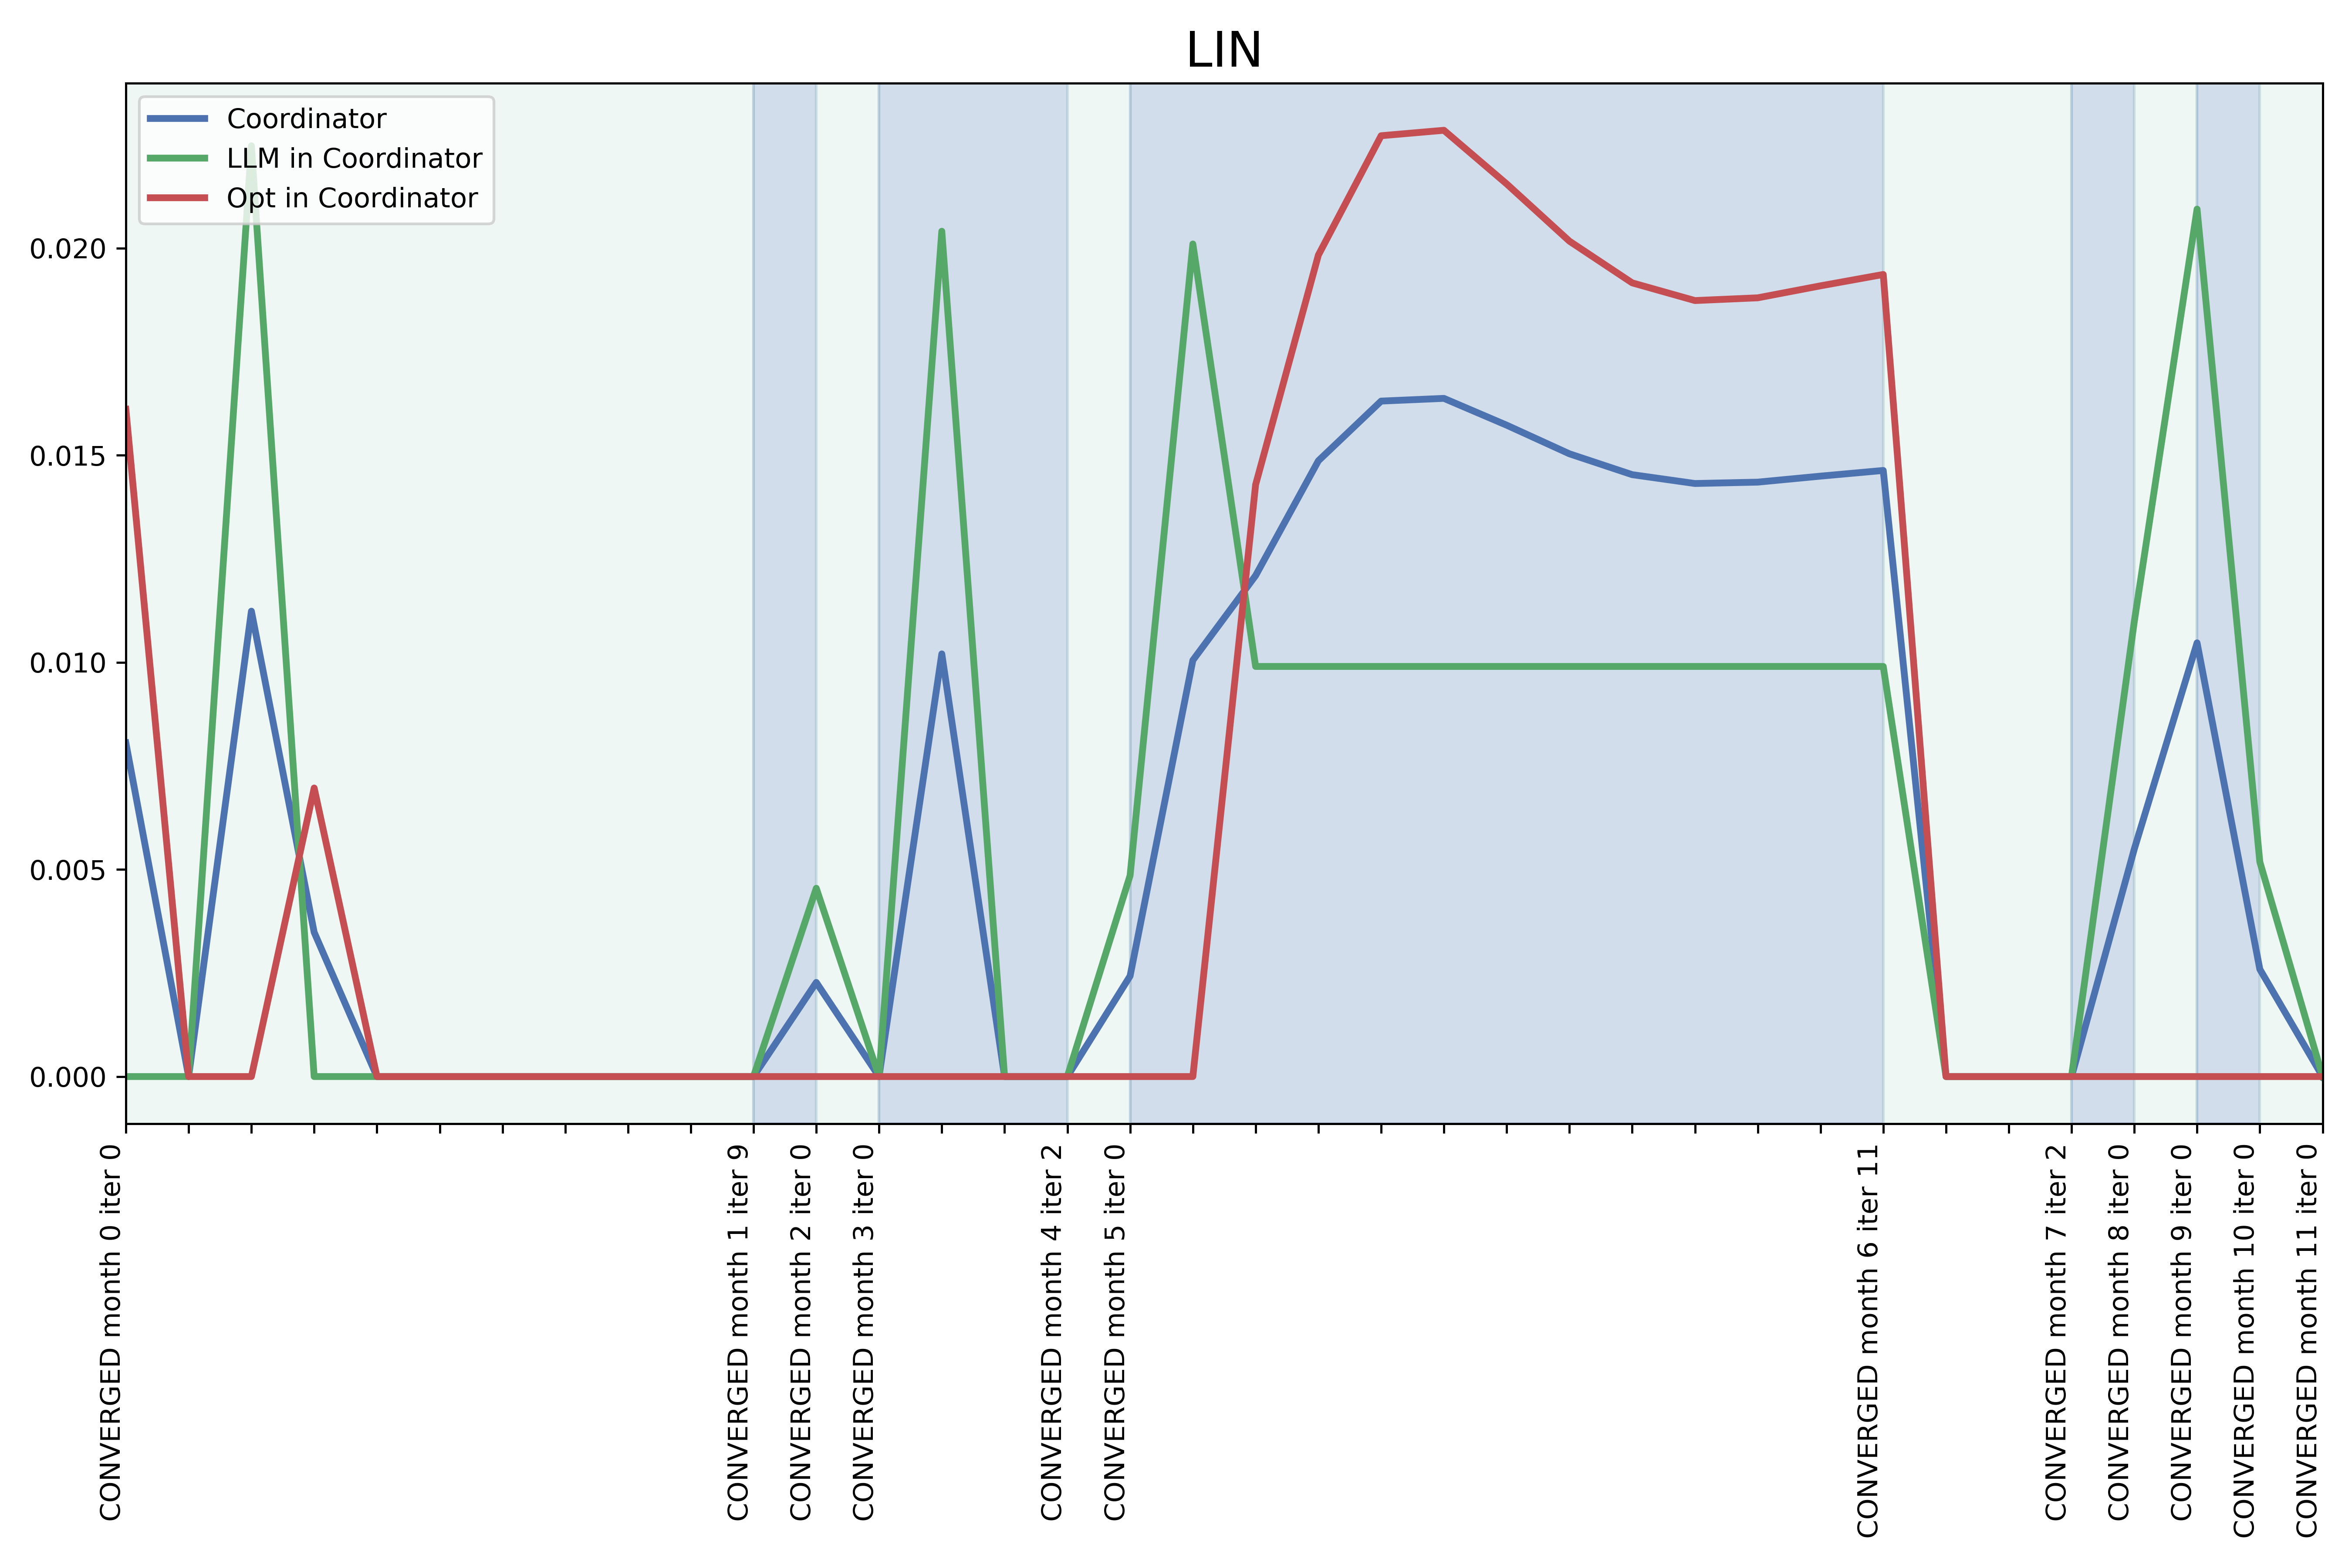 LIN
Coordinator
LLM in Coordinator
Opt in Coordinator
0.020
0.015
0.010
0.005
0.000
CONVERGED month 0 iter 0
CONVERGED month 1 iter 9
CONVERGED month 2 iter 0
CONVERGED month 3 iter 0
CONVERGED month 4 iter 2
CONVERGED month 5 iter 0
CONVERGED month 6 iter 11
CONVERGED month 7 iter 2
CONVERGED month 8 iter 0
CONVERGED month 9 iter 0
CONVERGED month 10 iter 0
CONVERGED month 11 iter 0